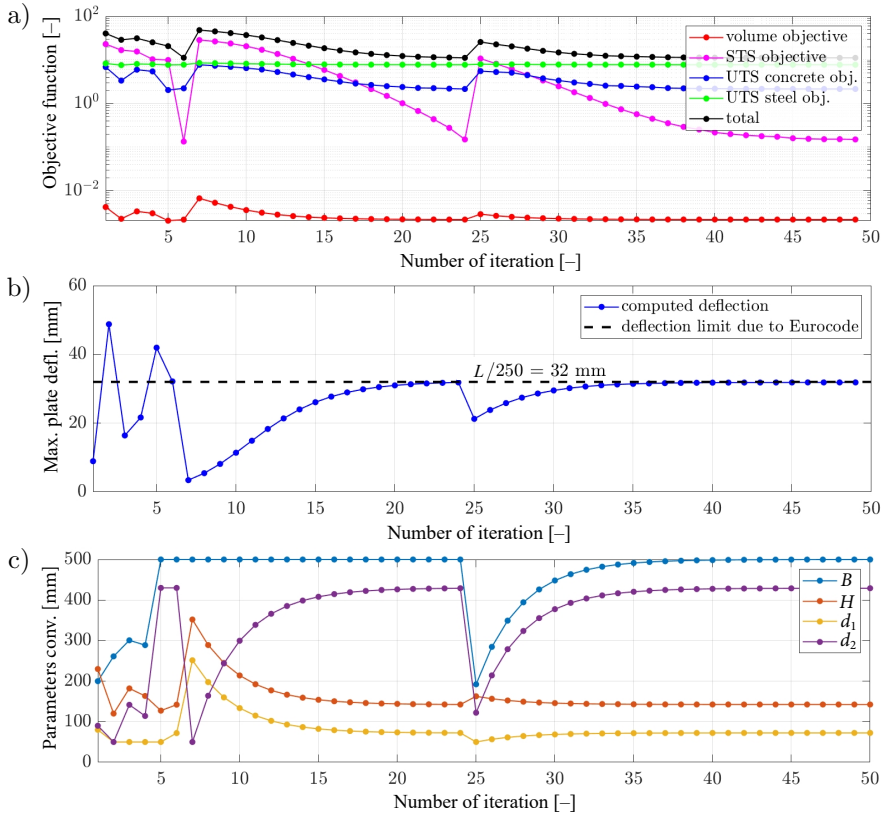 a)
Objective function [–]
10^2
10^0
10^-2
volume objective
STS objective
UTS concrete obj.
UTS steel obj.
total
5 10 15 20 25 30 35 40 45 50
Number of iteration [–]
b)
Max. plate defl. [mm]
60
40
20
0
computed deflection
deflection limit due to Eurocode
L/250 = 32 mm
5 10 15 20 25 30 35 40 45 50
Number of iteration [–]
c)
Parameters conv. [mm]
500
400
300
200
100
0
B
H
d₁
d₂
5 10 15 20 25 30 35 40 45 50
Number of iteration [–]